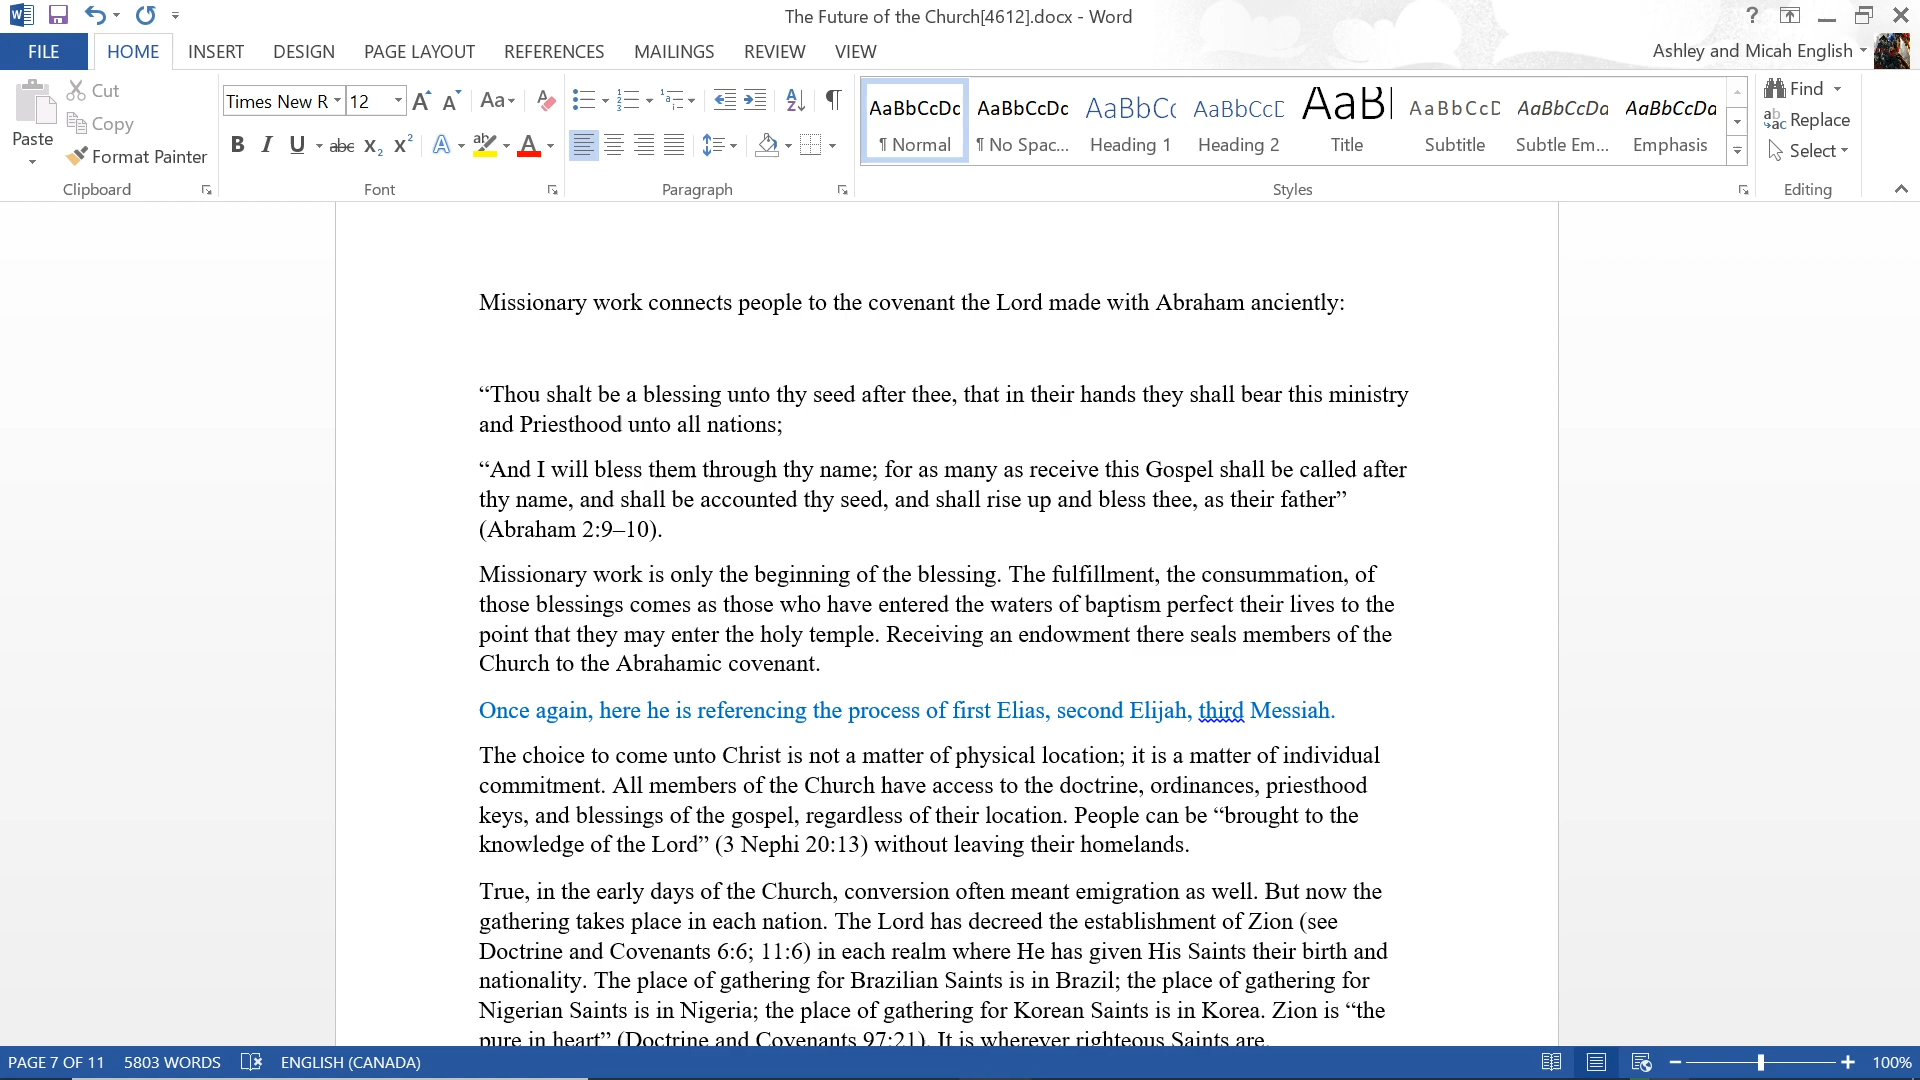 The Future of the Church[4612].docx - Word
FILE HOME INSERT DESIGN PAGE LAYOUT REFERENCES MAILINGS REVIEW VIEW
Ashley and Micah English
Paste
Cut
Copy
Format Painter
Clipboard
Times New R 12
Font
Paragraph
AaBbCcDc AaBbCcDc AaBbCc AaBbCcD AaBl AaBbCcD AaBbCcDc AaBbCcDc
¶ Normal ¶ No Spac... Heading 1 Heading 2 Title Subtitle Subtle Em... Emphasis
Styles
Find
Replace
Select
Editing
Missionary work connects people to the covenant the Lord made with Abraham anciently:
“Thou shalt be a blessing unto thy seed after thee, that in their hands they shall bear this ministry
and Priesthood unto all nations;
“And I will bless them through thy name; for as many as receive this Gospel shall be called after
thy name, and shall be accounted thy seed, and shall rise up and bless thee, as their father”
(Abraham 2:9–10).
Missionary work is only the beginning of the blessing. The fulfillment, the consummation, of
those blessings comes as those who have entered the waters of baptism perfect their lives to the
point that they may enter the holy temple. Receiving an endowment there seals members of the
Church to the Abrahamic covenant.
Once again, here he is referencing the process of first Elias, second Elijah, third Messiah.
The choice to come unto Christ is not a matter of physical location; it is a matter of individual
commitment. All members of the Church have access to the doctrine, ordinances, priesthood
keys, and blessings of the gospel, regardless of their location. People can be “brought to the
knowledge of the Lord” (3 Nephi 20:13) without leaving their homelands.
True, in the early days of the Church, conversion often meant emigration as well. But now the
gathering takes place in each nation. The Lord has decreed the establishment of Zion (see
Doctrine and Covenants 6:6; 11:6) in each realm where He has given His Saints their birth and
nationality. The place of gathering for Brazilian Saints is in Brazil; the place of gathering for
Nigerian Saints is in Nigeria; the place of gathering for Korean Saints is in Korea. Zion is “the
pure in heart” (Doctrine and Covenants 97:21). It is wherever righteous Saints are.
PAGE 7 OF 11 5803 WORDS ENGLISH (CANADA) 100%